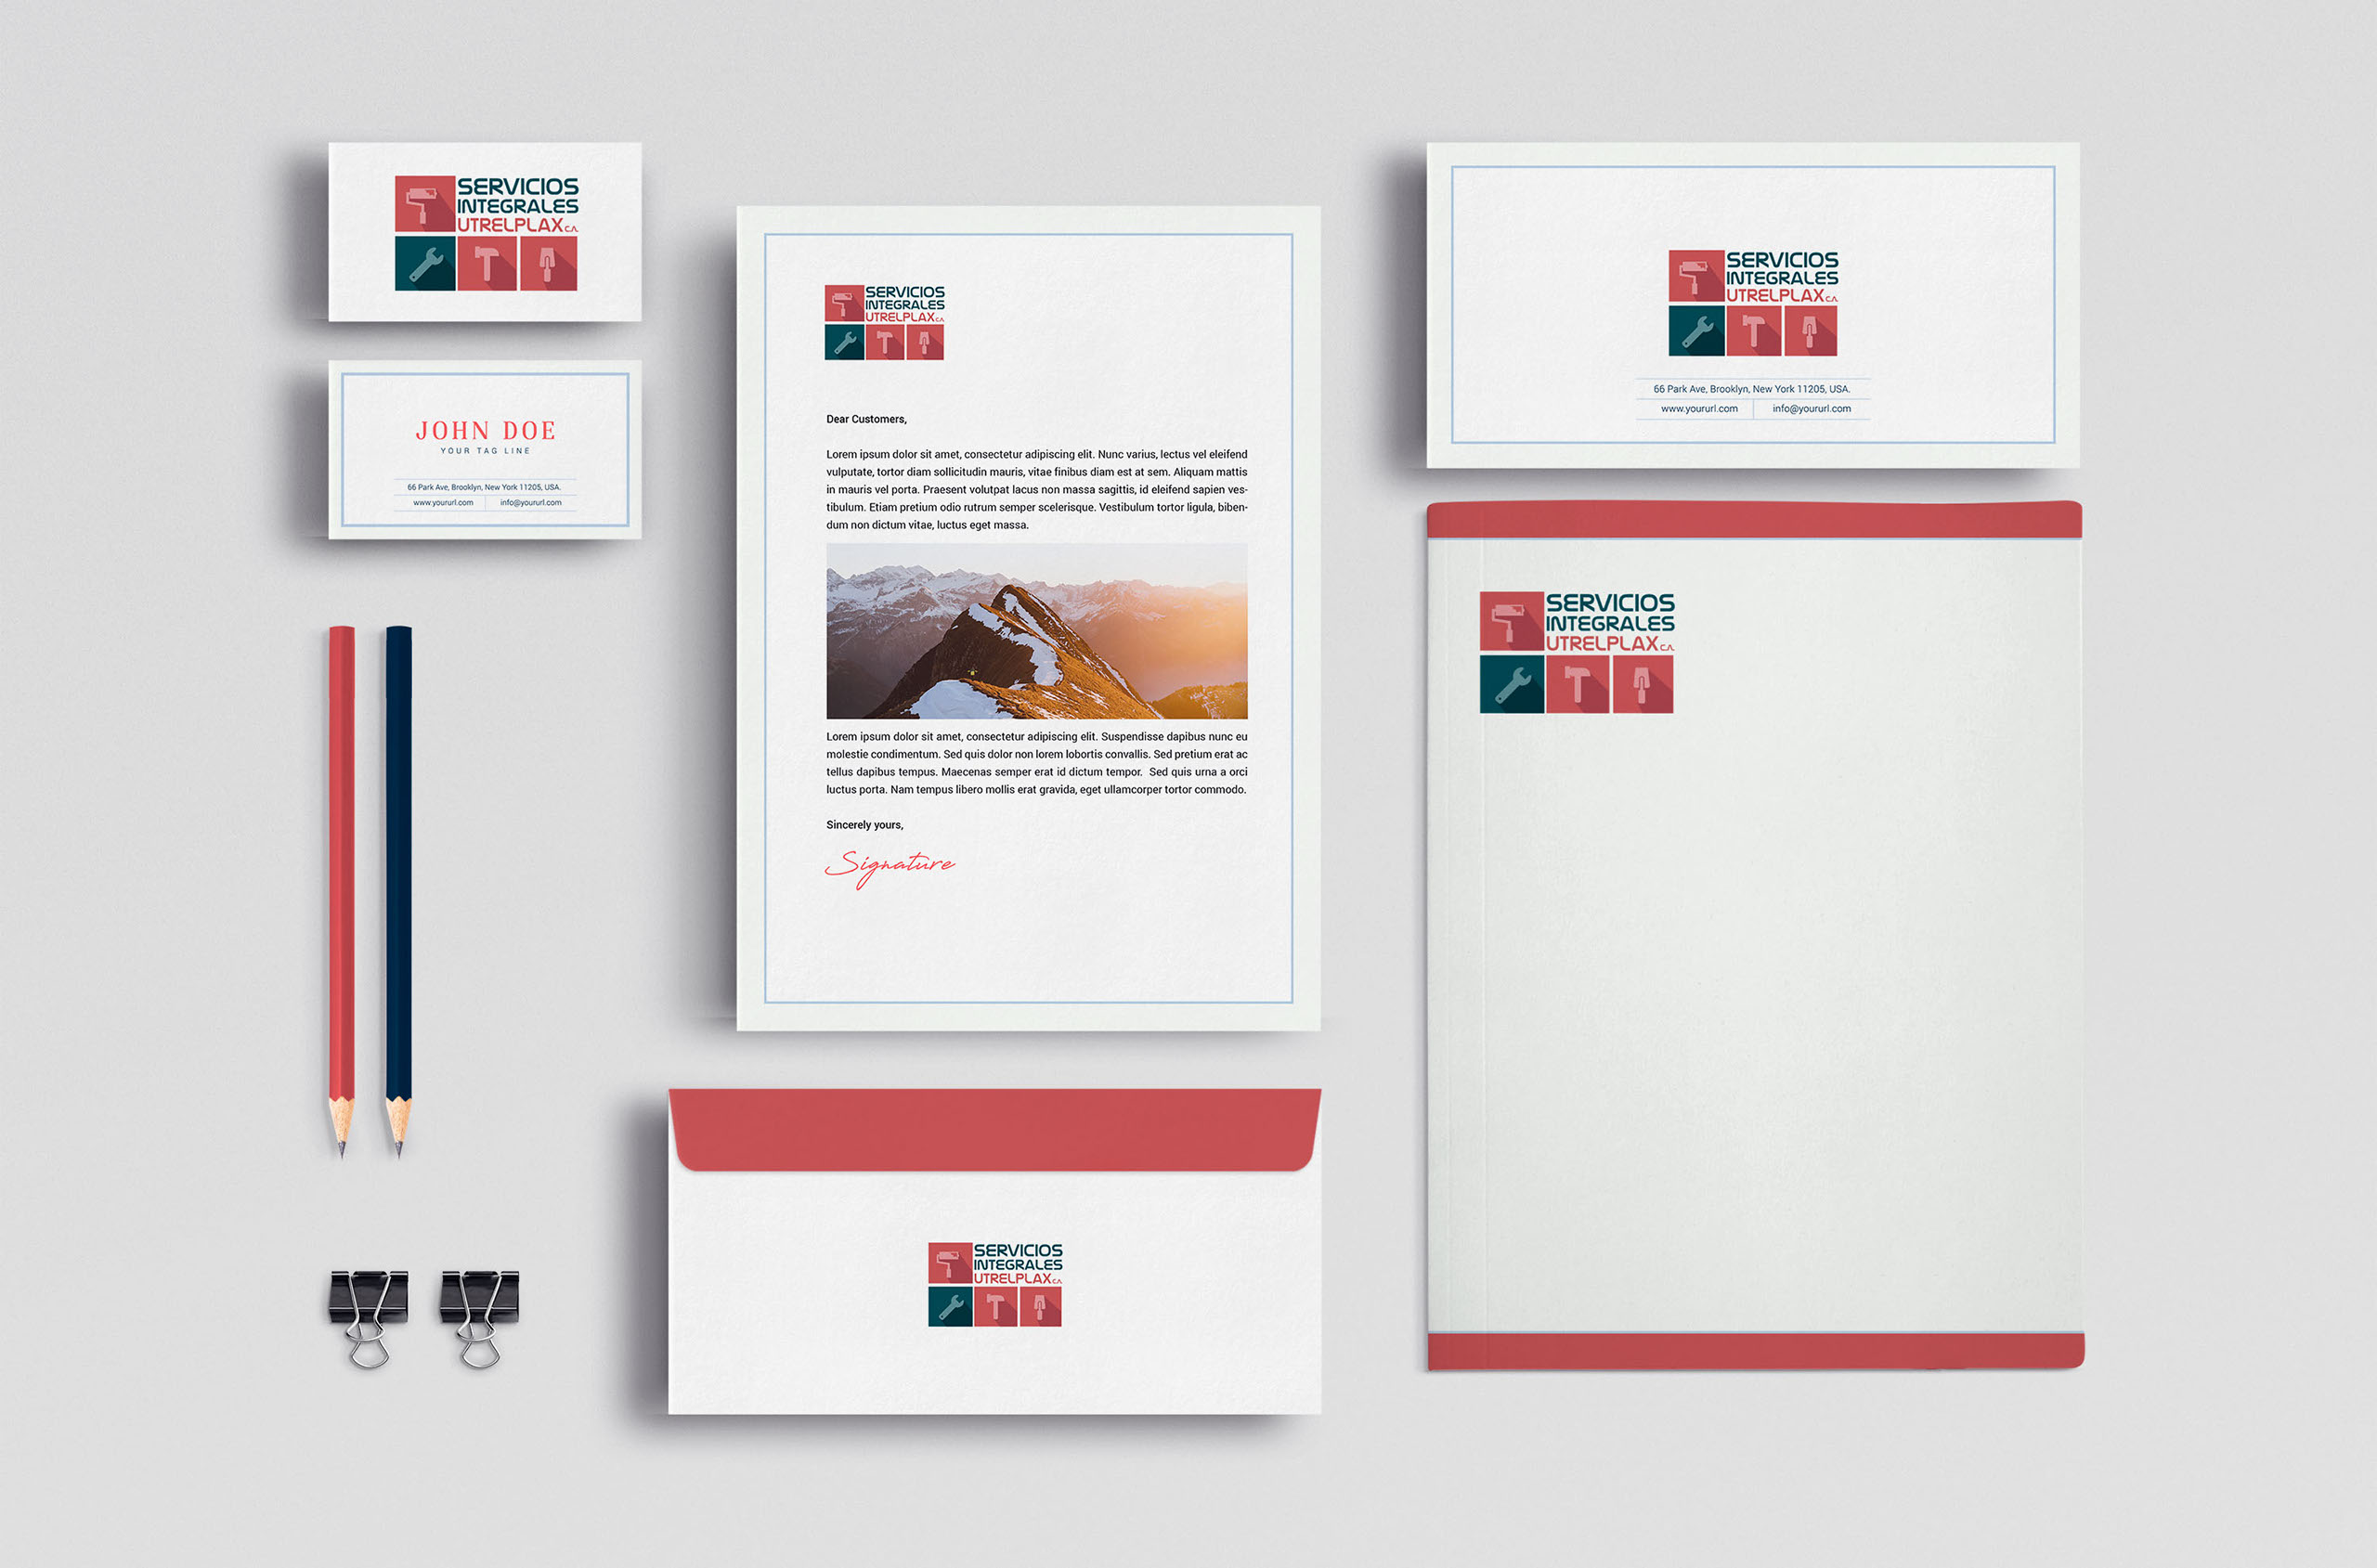 SERVICIOS
INTEGRALES
UTRELPLAX C.A.
JOHN DOE
YOUR TAG LINE
66 Park Ave, Brooklyn, New York 11205, USA.
www.yoururl.com
info@yoururl.com
SERVICIOS
INTEGRALES
UTRELPLAX C.A.
Dear Customers,
Lorem ipsum dolor sit amet, consectetur adipiscing elit. Nunc varius, lectus vel eleifend
vulputate, tortor diam sollicitudin mauris, vitae finibus diam est at sem. Aliquam mattis
in mauris vel porta. Praesent volutpat lacus non massa sagittis, id eleifend sapien ves-
tibulum. Etiam pretium odio rutrum semper scelerisque. Vestibulum tortor ligula, biben-
dum non dictum vitae, luctus eget massa.
Lorem ipsum dolor sit amet, consectetur adipiscing elit. Suspendisse dapibus nunc eu
molestie condimentum. Sed quis dolor non lorem lobortis convallis. Sed pretium erat ac
tellus dapibus tempus. Maecenas semper erat id dictum tempor. Sed quis urna a orci
luctus porta. Nam tempus libero mollis erat gravida, eget ullamcorper tortor commodo.
Sincerely yours,
Signature
SERVICIOS
INTEGRALES
UTRELPLAX C.A.
SERVICIOS
INTEGRALES
UTRELPLAX C.A.
66 Park Ave, Brooklyn, New York 11205, USA.
www.yoururl.com
info@yoururl.com
SERVICIOS
INTEGRALES
UTRELPLAX C.A.